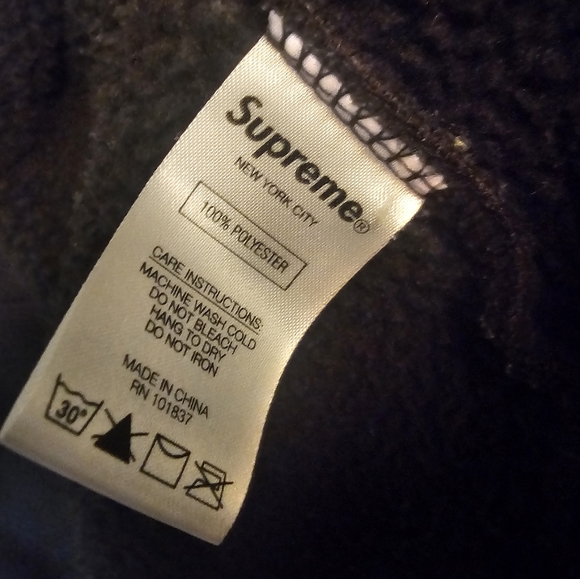 Supreme®
NEW YORK CITY
100% POLYESTER
CARE INSTRUCTIONS:
MACHINE WASH COLD
DO NOT BLEACH
HANG TO DRY
DO NOT IRON
MADE IN CHINA
RN 101837
30°